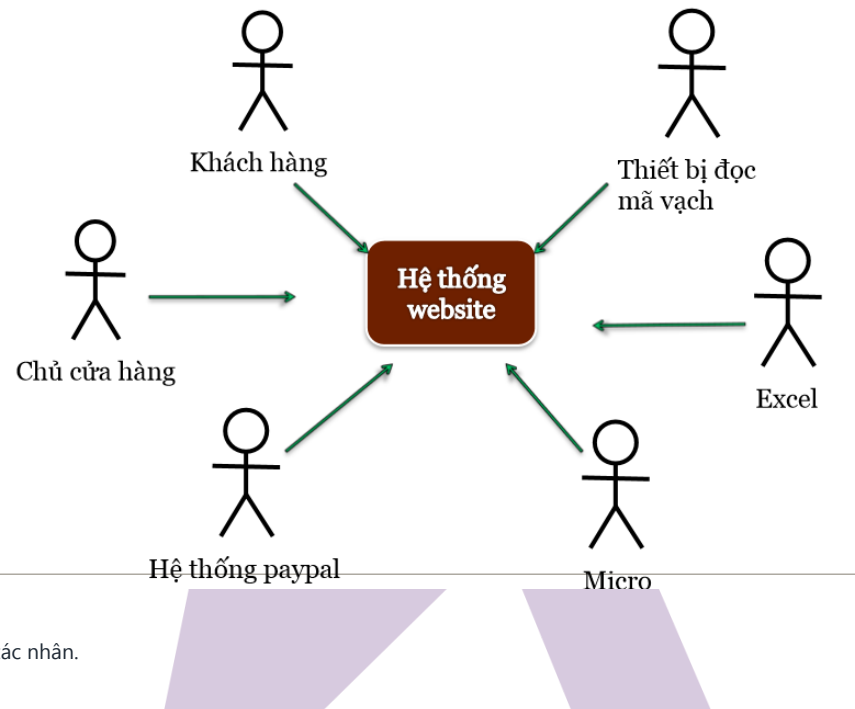 Khách hàng
Thiết bị đọc
mã vạch
Hệ thống
website
Chủ cửa hàng
Excel
Hệ thống paypal
Micro
ác nhân.